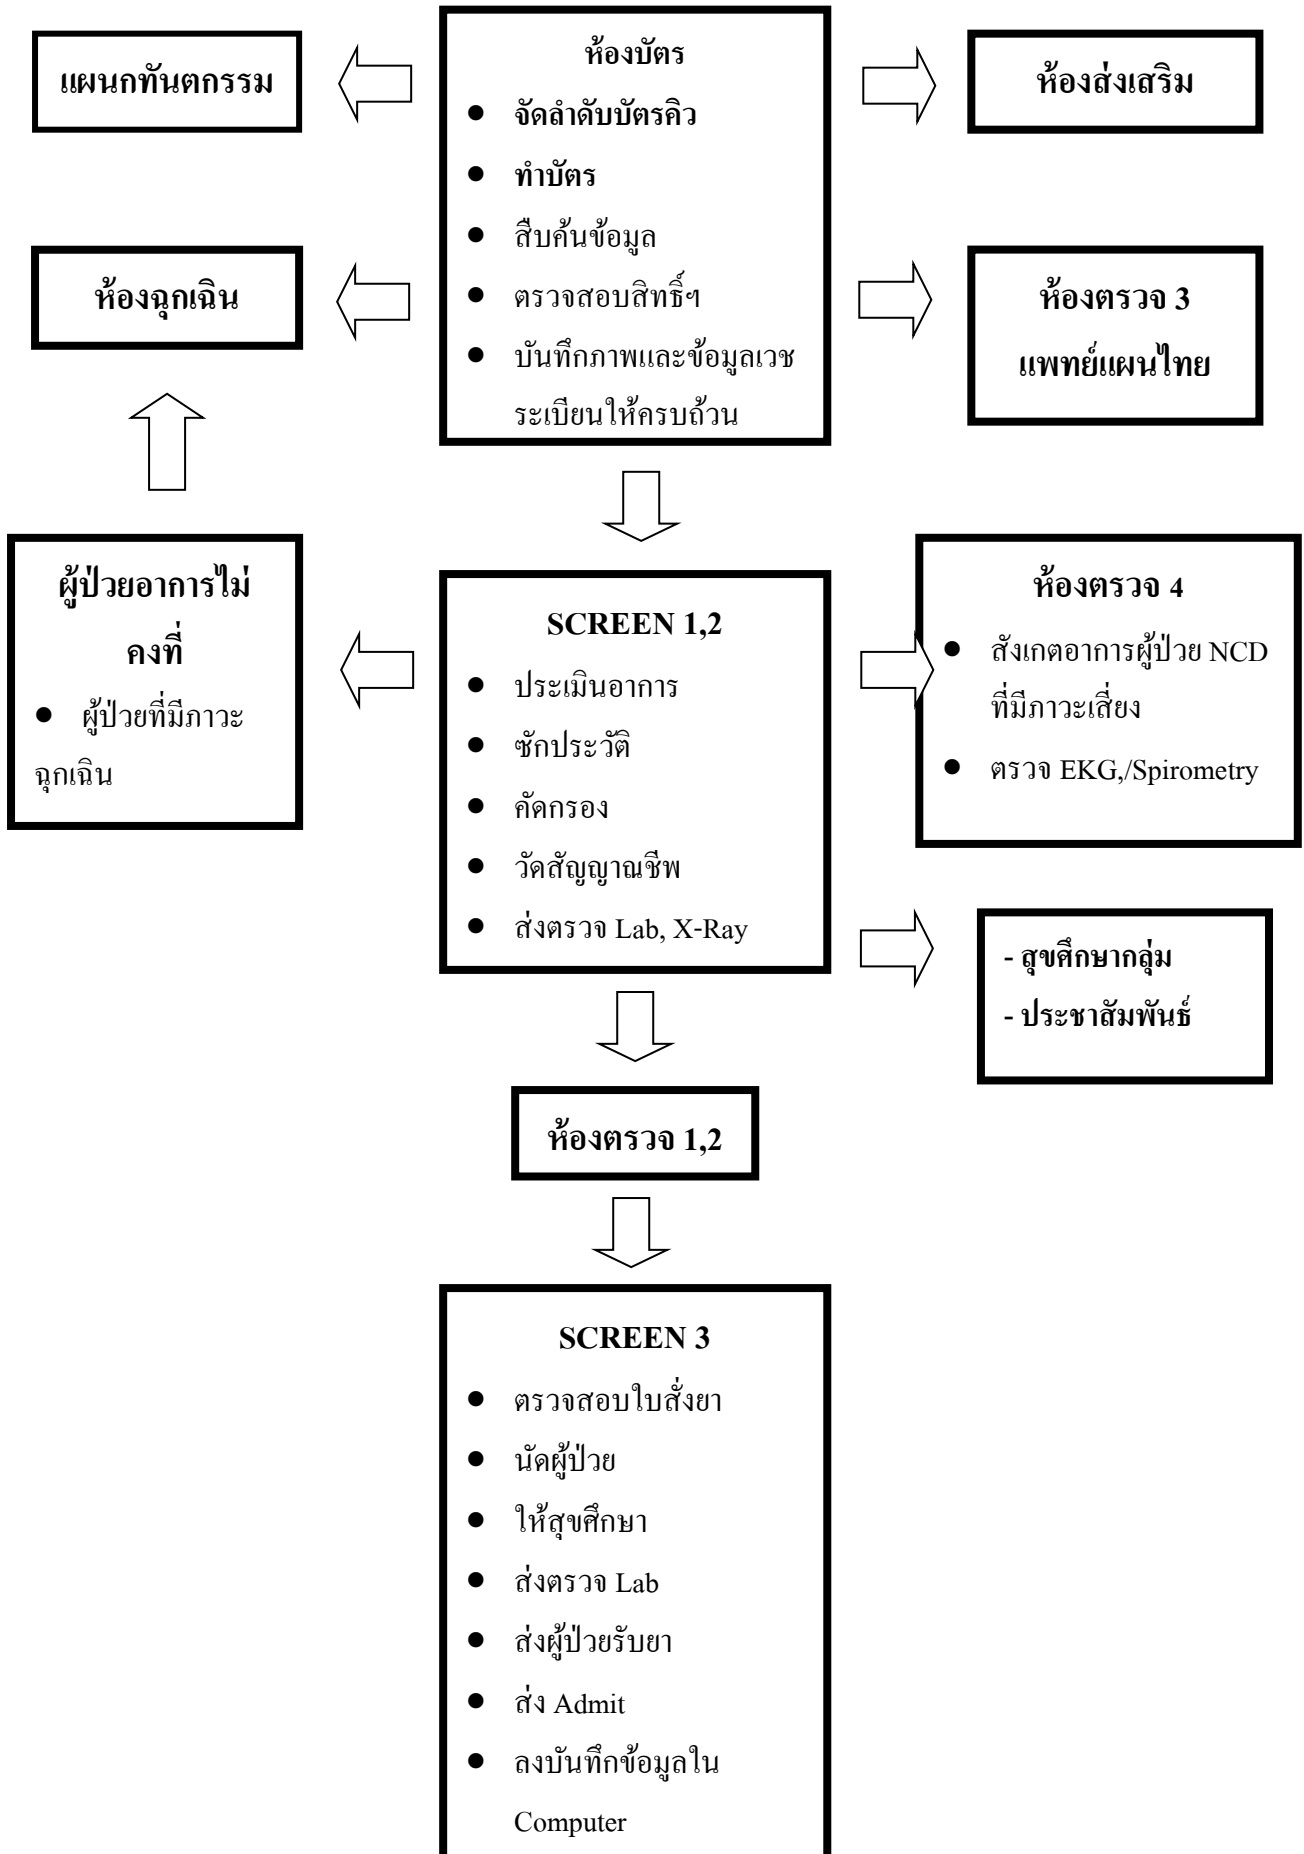 แผนกทันตกรรม
ห้องบัตร
● จัดลำดับบัตรคิว
● ทำบัตร
● สืบค้นข้อมูล
● ตรวจสอบสิทธิ์ฯ
● บันทึกภาพและข้อมูลเวช
ระเบียนให้ครบถ้วน
ห้องส่งเสริม
ห้องฉุกเฉิน
ห้องตรวจ 3
แพทย์แผนไทย
ผู้ป่วยอาการไม่
คงที่
● ผู้ป่วยที่มีภาวะ
ฉุกเฉิน
SCREEN 1,2
● ประเมินอาการ
● ซักประวัติ
● คัดกรอง
● วัดสัญญาณชีพ
● ส่งตรวจ Lab, X-Ray
ห้องตรวจ 4
● สังเกตอาการผู้ป่วย NCD
ที่มีภาวะเสี่ยง
● ตรวจ EKG,/Spirometry
- สุขศึกษากลุ่ม
- ประชาสัมพันธ์
ห้องตรวจ 1,2
SCREEN 3
● ตรวจสอบใบสั่งยา
● นัดผู้ป่วย
● ให้สุขศึกษา
● ส่งตรวจ Lab
● ส่งผู้ป่วยรับยา
● ส่ง Admit
● ลงบันทึกข้อมูลใน
Computer